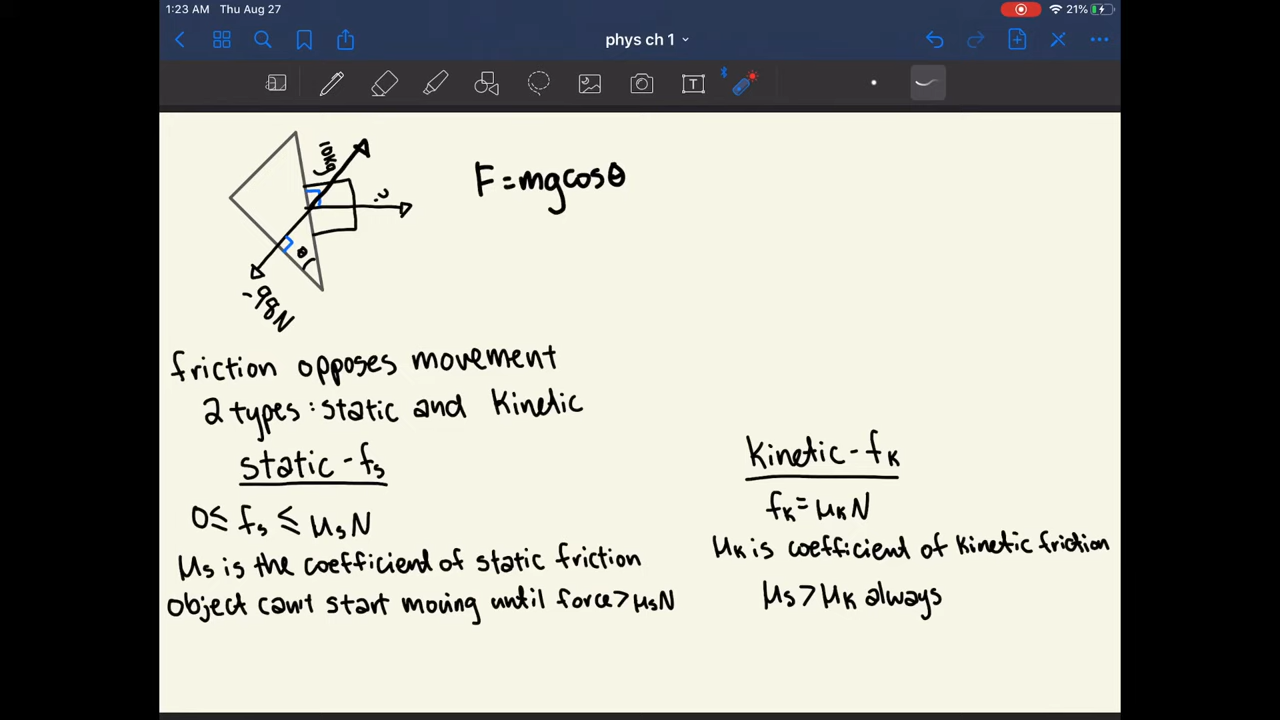 1:23 AM Thu Aug 27
21%
phys ch 1
T
10kg
F=mgcosθ
θ
-98N
friction opposes movement
2 types: static and kinetic
static - fs
0≤ fs ≤ μsN
μs is the coefficient of static friction
object can't start moving until force>μsN
kinetic - fK
fK=μKN
μK is coefficient of kinetic friction
μs>μK always